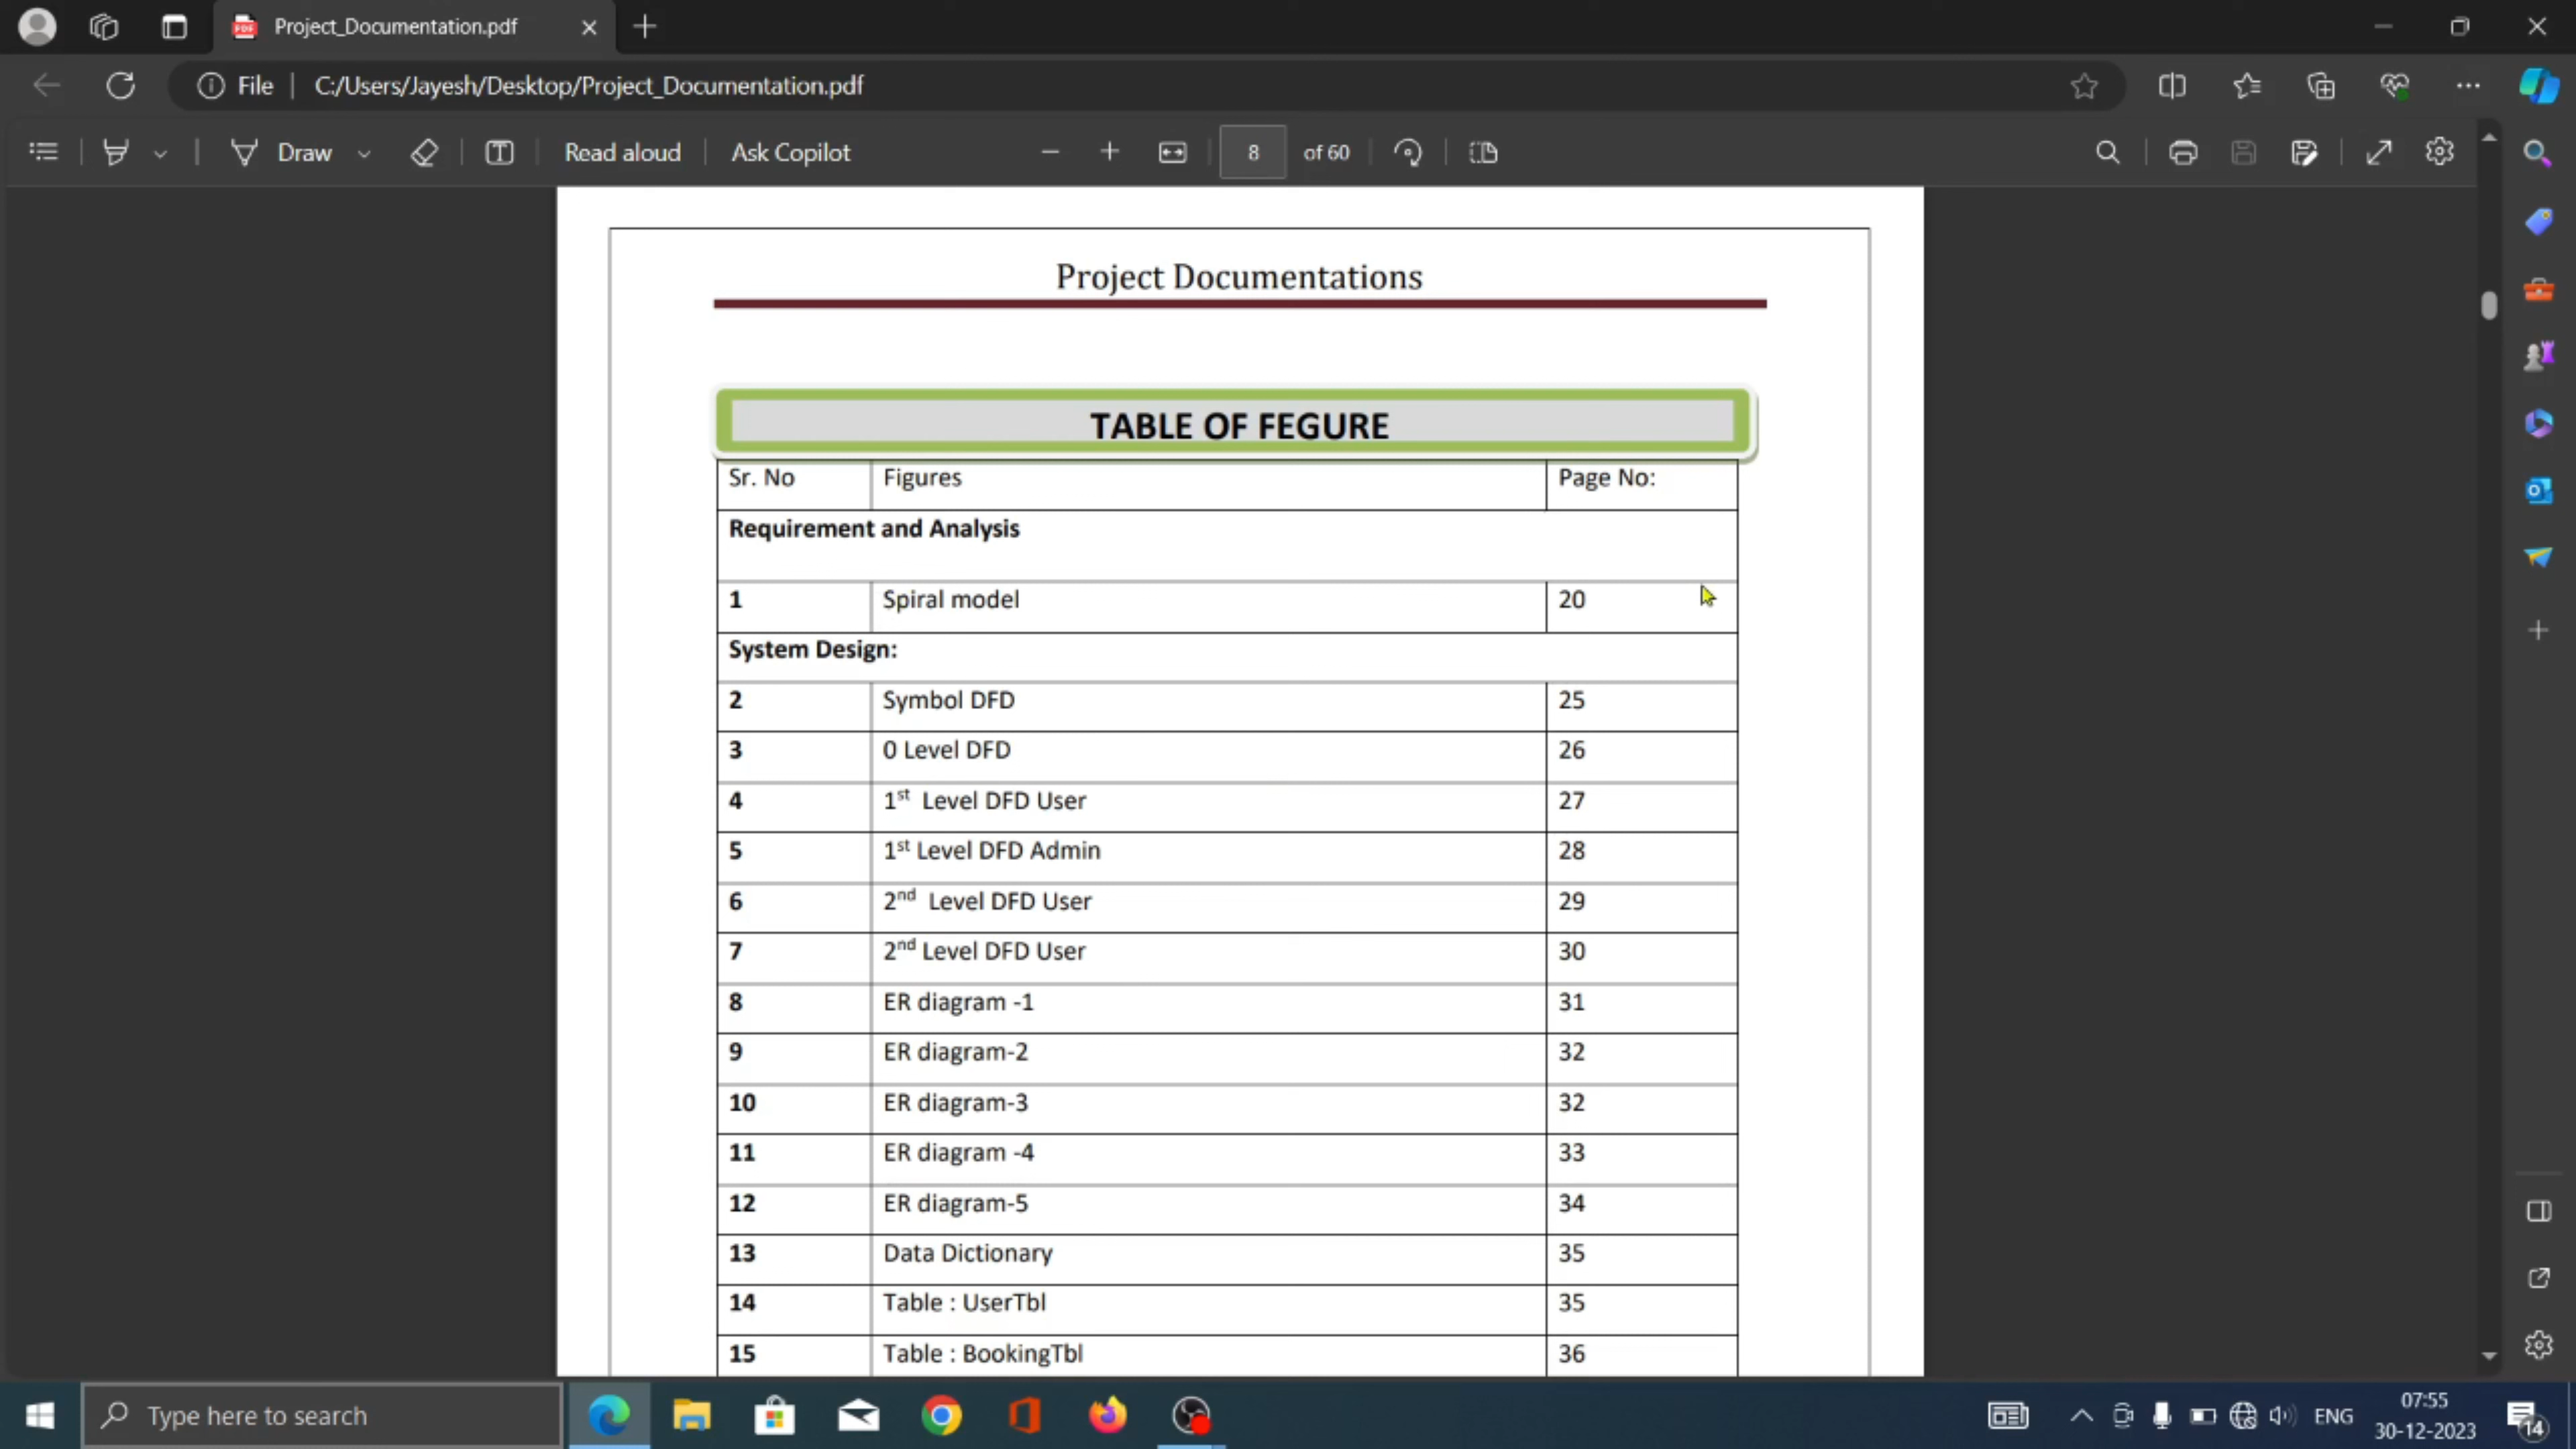 Project_Documentation.pdf
File | C:/Users/Jayesh/Desktop/Project_Documentation.pdf
Draw Read aloud Ask Copilot 8 of 60
Project Documentations
TABLE OF FEGURE
Sr. No Figures Page No:
Requirement and Analysis
1 Spiral model 20
System Design:
2 Symbol DFD 25
3 0 Level DFD 26
4 1st Level DFD User 27
5 1st Level DFD Admin 28
6 2nd Level DFD User 29
7 2nd Level DFD User 30
8 ER diagram -1 31
9 ER diagram-2 32
10 ER diagram-3 32
11 ER diagram -4 33
12 ER diagram-5 34
13 Data Dictionary 35
14 Table : UserTbl 35
15 Table : BookingTbl 36
Type here to search
ENG
07:55
30-12-2023
14